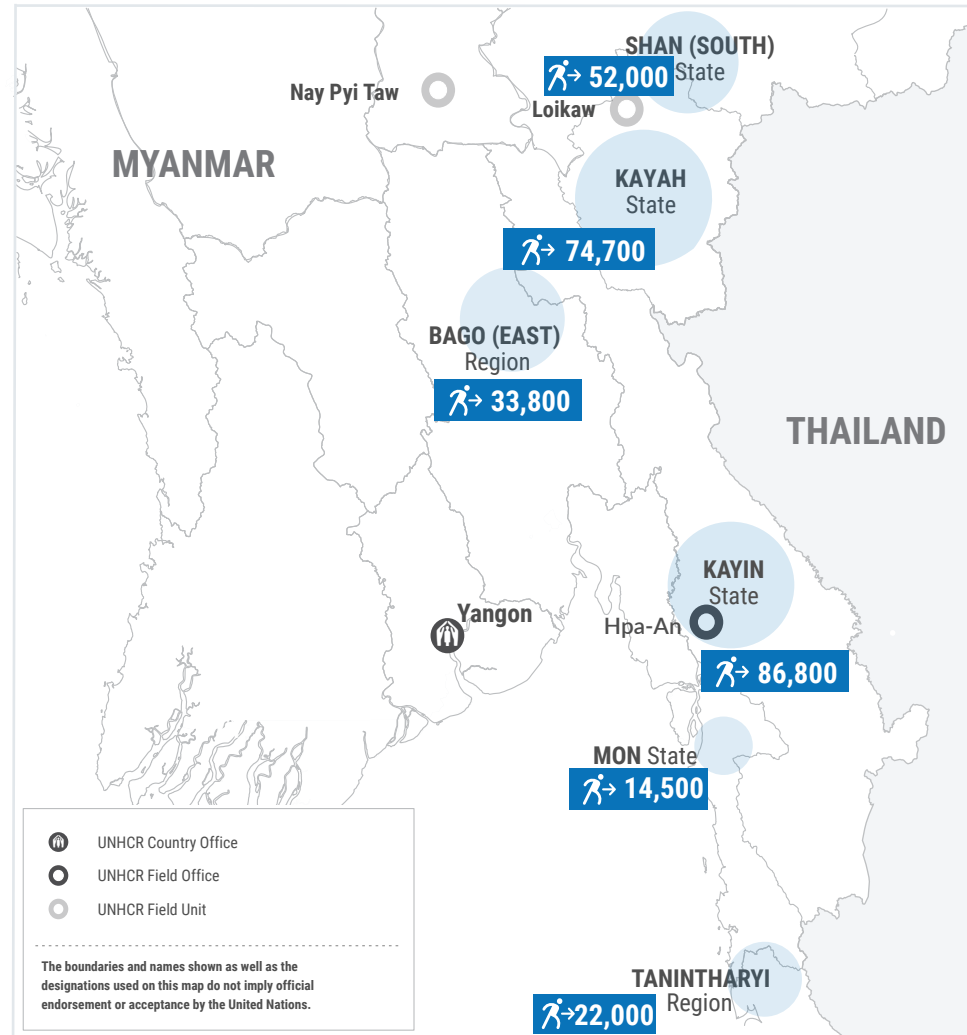 SHAN (SOUTH)
State
52,000
Nay Pyi Taw
Loikaw
MYANMAR
KAYAH
State
74,700
BAGO (EAST)
Region
33,800
THAILAND
KAYIN
State
Yangon
Hpa-An
86,800
MON State
14,500
UNHCR Country Office
UNHCR Field Office
UNHCR Field Unit
The boundaries and names shown as well as the
designations used on this map do not imply official
endorsement or acceptance by the United Nations.
TANINTHARYI
Region
22,000